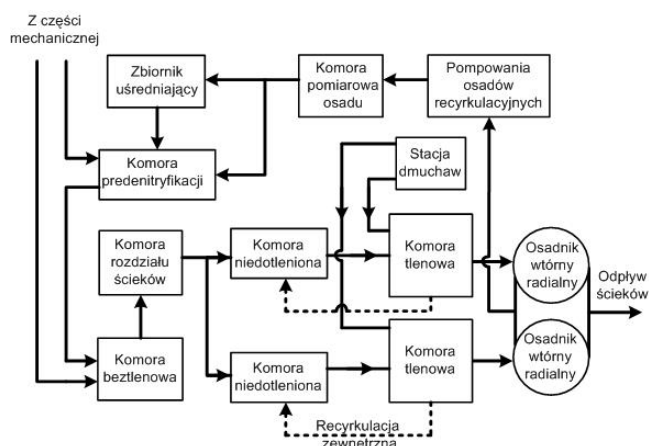 Z części
mechanicznej
Zbiornik
uśredniający
Komora
pomiarowa
osadu
Pompowania
osadów
recyrkulacyjnych
Komora
predenitryfikacji
Stacja
dmuchaw
Komora
rozdziału
ścieków
Komora
niedotleniona
Komora
tlenowa
Osadnik
wtórny
radialny
Odpływ
ścieków
Komora
beztlenowa
Komora
niedotleniona
Komora
tlenowa
Osadnik
wtórny
radialny
Recyrkulacja
zewnętrzna